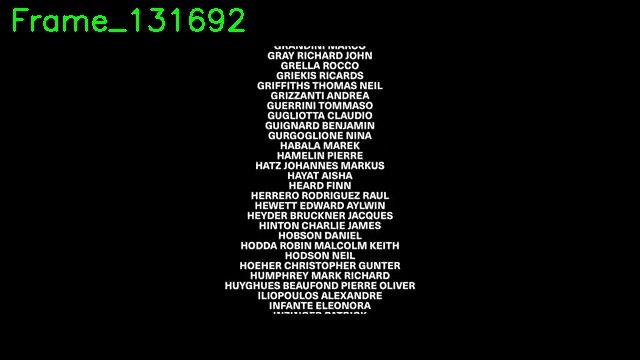 Frame_131692
GRANDINI MARCO
GRAY RICHARD JOHN
GRELLA ROCCO
GRIEKIS RICARDS
GRIFFITHS THOMAS NEIL
GRIZZANTI ANDREA
GUERRINI TOMMASO
GUGLIOTTA CLAUDIO
GUIGNARD BENJAMIN
GURGOGLIONE NINA
HABALA MAREK
HAMELIN PIERRE
HATZ JOHANNES MARKUS
HAYAT AISHA
HEARD FINN
HERRERO RODRIGUEZ RAUL
HEWETT EDWARD AYLWIN
HEYDER BRUCKNER JACQUES
HINTON CHARLIE JAMES
HOBSON DANIEL
HODDA ROBIN MALCOLM KEITH
HODSON NEIL
HOEHER CHRISTOPHER GUNTER
HUMPHREY MARK RICHARD
HUYGHUES BEAUFOND PIERRE OLIVER
ILIOPOULOS ALEXANDRE
INFANTE ELEONORA